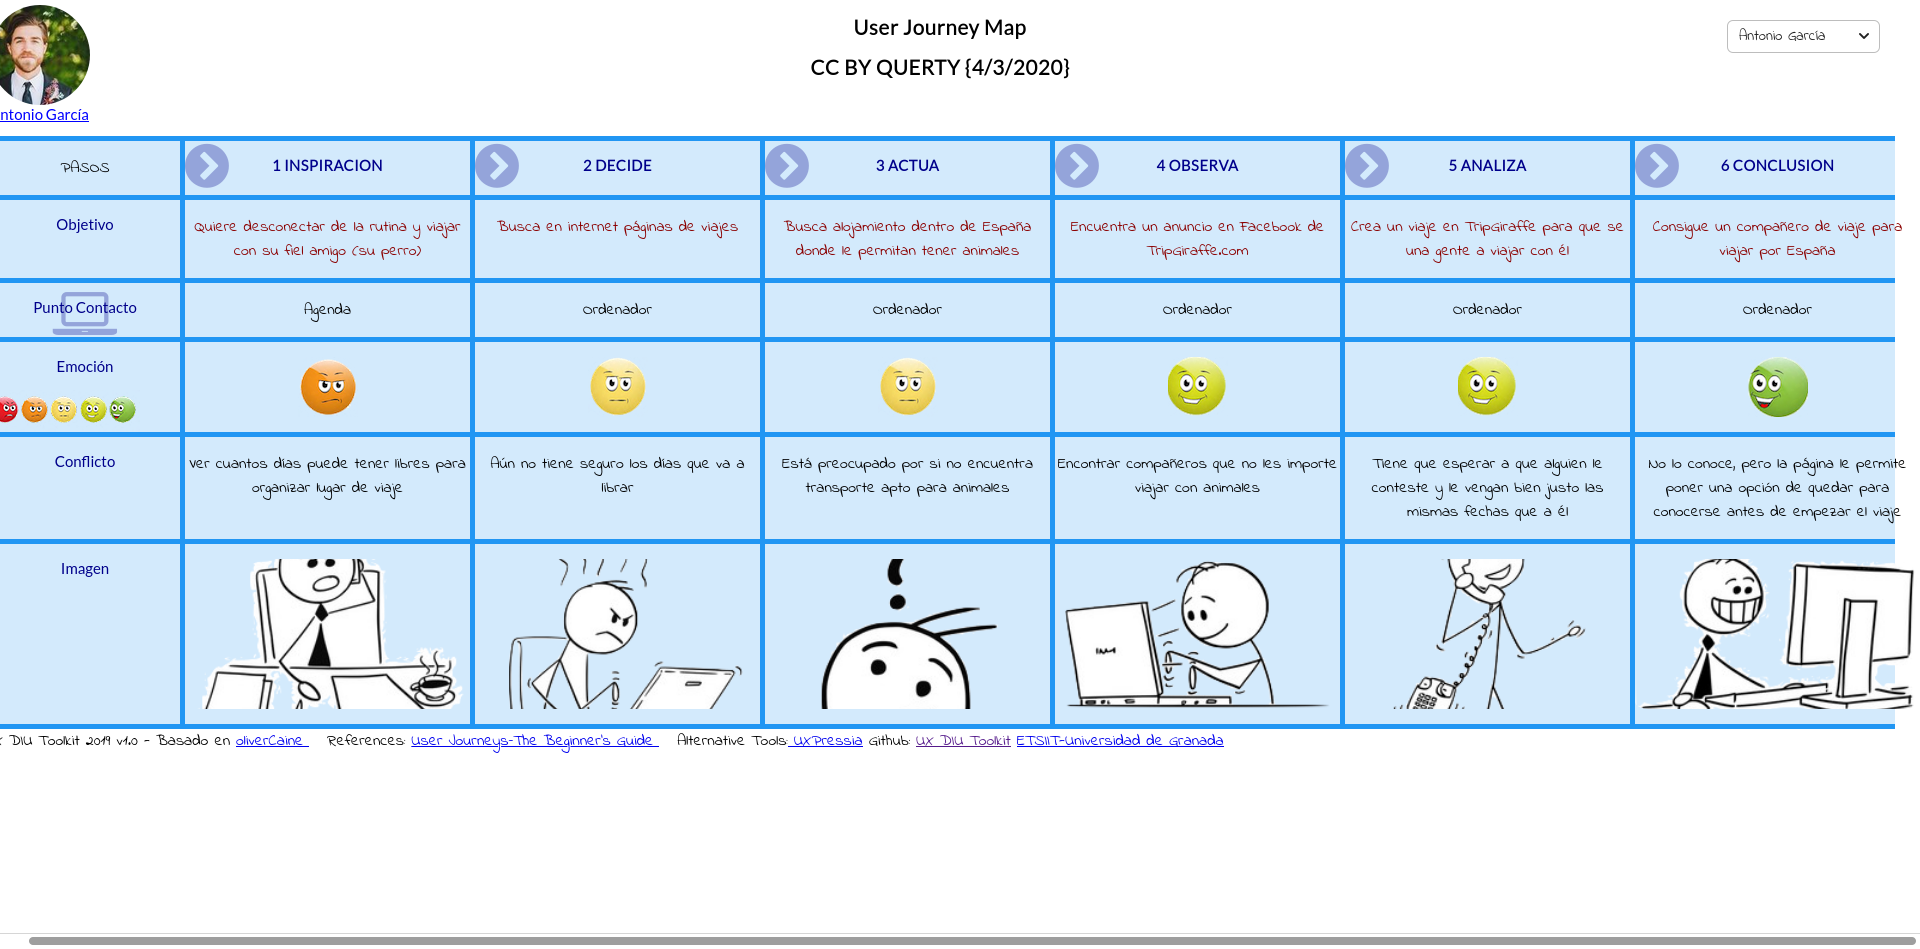 User Journey Map
CC BY QUERTY {4/3/2020}
Antonio García
ntonio García
PASOS
1 INSPIRACION
2 DECIDE
3 ACTUA
4 OBSERVA
5 ANALIZA
6 CONCLUSION
Objetivo
Quiere desconectar de la rutina y viajar
con su fiel amigo (su perro)
Busca en internet páginas de viajes
Busca alojamiento dentro de España
donde le permitan tener animales
Encuentra un anuncio en Facebook de
TripGiraffe.com
Crea un viaje en TripGiraffe para que se
una gente a viajar con él
Consigue un compañero de viaje para
viajar por España
Punto Contacto
Agenda
Ordenador
Ordenador
Ordenador
Ordenador
Ordenador
Emoción
Conflicto
Ver cuantos días puede tener libres para
organizar lugar de viaje
Aún no tiene seguro los días que va a
librar
Está preocupado por si no encuentra
transporte apto para animales
Encontrar compañeros que no les importe
viajar con animales
Tiene que esperar a que alguien le
conteste y le vengan bien justo las
mismas fechas que a él
No lo conoce, pero la página le permite
poner una opción de quedar para
conocerse antes de empezar el viaje
Imagen
DIU Toolkit 2019 v1.0 - Basado en oliverCaine References: User Journeys-The Beginner's Guide Alternative Tools: UXPressia Github: UX DIU Toolkit ETSIIT-Universidad de Granada